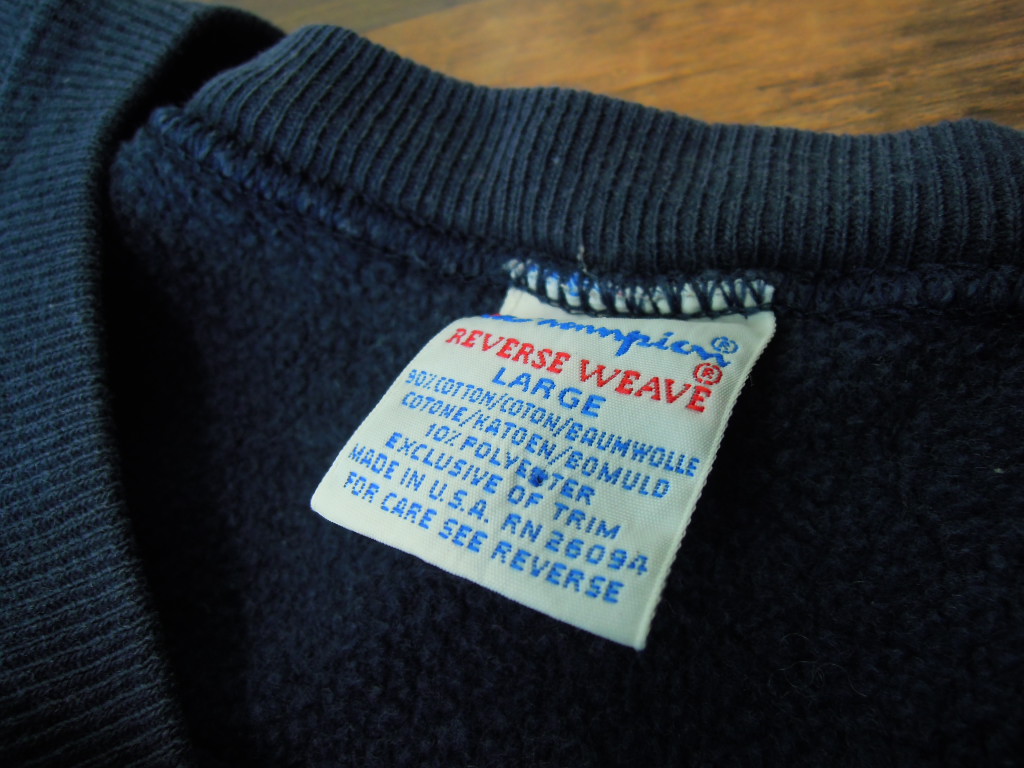 Champion®
REVERSE WEAVE®
LARGE
90% COTTON/COTON/BAUMWOLLE
COTONE/KATOEN/BOMULD
10% POLYESTER
EXCLUSIVE OF TRIM
MADE IN U.S.A. RN 26094
FOR CARE SEE REVERSE